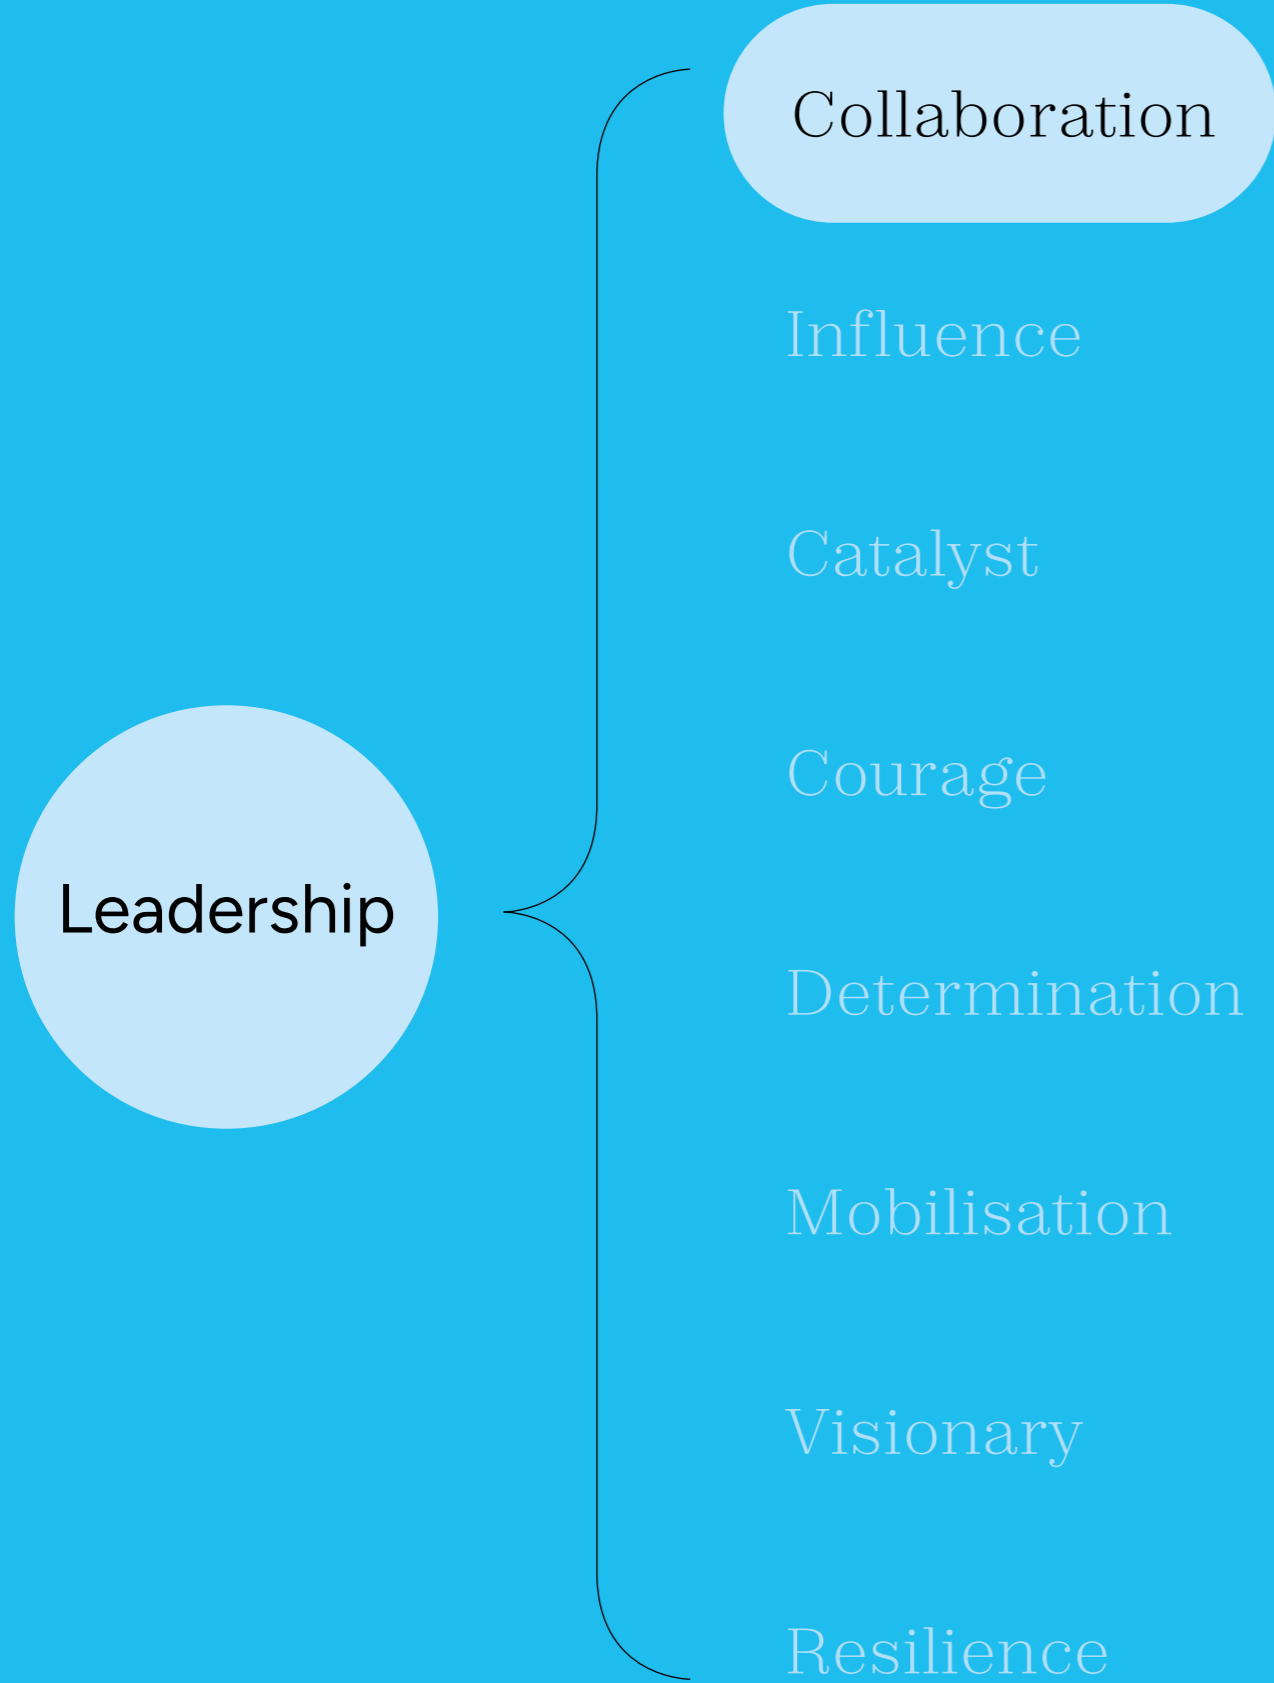 Collaboration
Influence
Catalyst
Courage
Leadership
Determination
Mobilisation
Visionary
Resilience